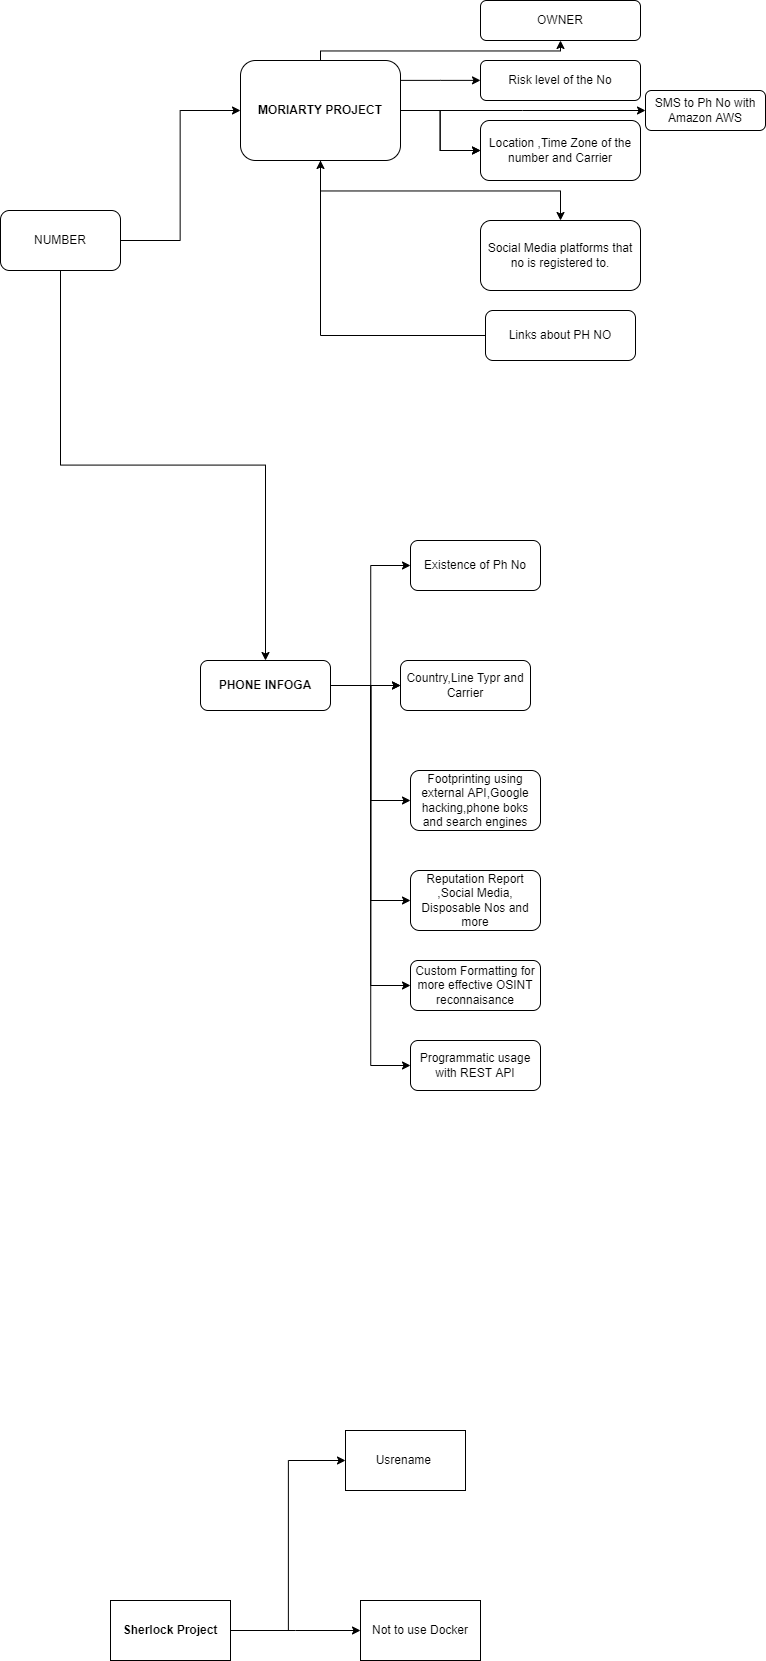 OWNER
Risk level of the No
MORIARTY PROJECT
SMS to Ph No with
Amazon AWS
Location ,Time Zone of the
number and Carrier
NUMBER
Social Media platforms that
no is registered to.
Links about PH NO
Existence of Ph No
PHONE INFOGA
Country,Line Typr and
Carrier
Footprinting using
external API,Google
hacking,phone boks
and search engines
Reputation Report
,Social Media,
Disposable Nos and
more
Custom Formatting for
more effective OSINT
reconnaisance
Programmatic usage
with REST API
Usrename
Sherlock Project
Not to use Docker